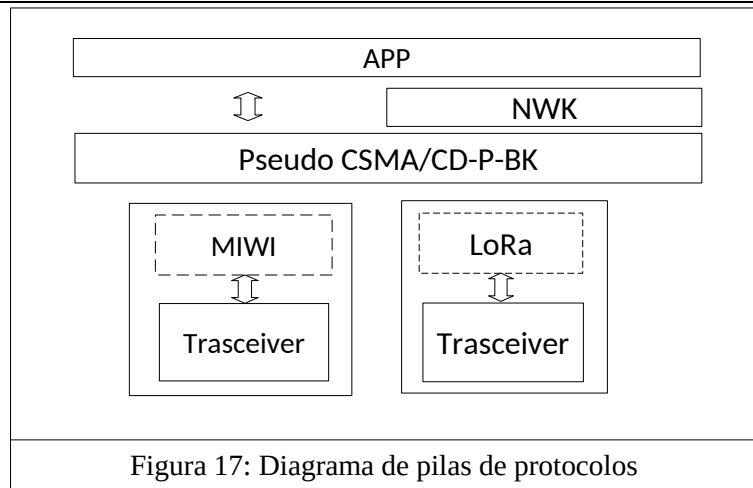 APP
NWK
Pseudo CSMA/CD-P-BK
MIWI
LoRa
Trasceiver
Trasceiver
Figura 17: Diagrama de pilas de protocolos